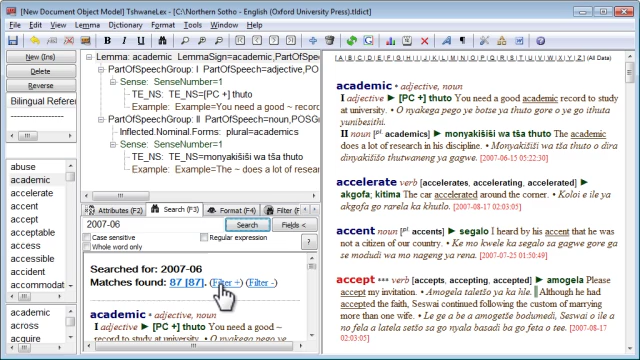 [New Document Object Model] TshwaneLex - [C:\Northern Sotho - English (Oxford University Press).tldict]
File Edit View Lemma Dictionary Format Tools Window Help
New (Ins)
Delete
Reverse
Bilingual Referen
abuse
academic
accelerate
accent
accept
acceptable
access
accessible
accident
accommodat
academic
across
acquire
Lemma: academic LemmaSign=academic,PartOfSp
PartOfSpeechGroup: I PartOfSpeech=adjective,POS
Sense: SenseNumber=1
TE_NS: TE_NS=[PC +] thuto
Example: Example=You need a good ~ record
PartOfSpeechGroup: II PartOfSpeech=noun,POSGro
Inflected.Nominal.Forms: plural=academics
Sense: SenseNumber=1
TE_NS: TE_NS=monyakišiši wa tša thuto
Example: Example=The ~ does a lot of resear
Attributes (F2) Search (F3) Format (F4) Filter (F
2007-06 Search Fields <
Case sensitive Regular expression
Whole word only ?
Searched for: 2007-06
Matches found: 87 [87]. (Filter +) (Filter -)
academic • adjective, noun
I adjective ► [PC +] thuto You need a good ~
record to study at university. • O nyakega
A B C D E F G H I J K L M N O P Q R S T U V W X Y Z (All Data)
academic • adjective, noun
I adjective ► [PC +] thuto You need a good academic record to study
at university. • O nyakega pego ye botse ya thuto gore o ye go ithuta
yunibesithi.
II noun [pl. academics] ► monyakišiši wa tša thuto The academic
does a lot of research in his discipline. • Monyakišiši wa thuto o dira
dinyakišišo thutwaneng ya gagwe. [2007-06-15 05:22:30]
accelerate verb [accelerates, accelerating, accelerated] ►
akgofa; kitima The car accelerated around the corner. • Koloi e ile ya
akgofa go rarela ka khutlo. [2007-08-17 02:03:05]
accent noun [pl. accents] ► segalo I heard by his accent that he was
not a citizen of our country. • Ke mo kwele ka segalo sa gagwe gore ga
se modudi wa mo nageng ya gešo. [2007-07-25 01:50:49]
accept *** verb [accepts, accepting, accepted] ► amogela Please
accept my invitation. • Amogela taletšo ya ka hle. Although he had
accepted the faith, Seswai continued following the custom of marrying
more than one wife. • Le ge a be a amogetše bodumedi, Seswai o ile a
no fela a latela setšo sa go nyala basadi ba go feta o tee. [2007-08-17
02:03:05]